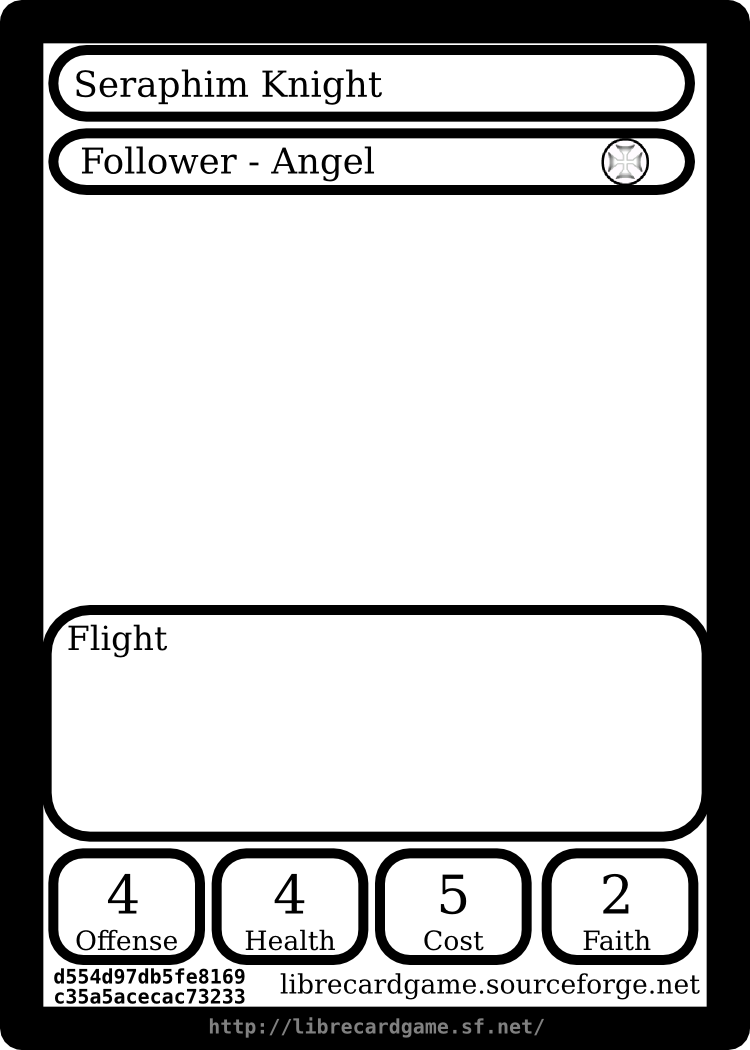 Seraphim Knight
Follower - Angel
Flight
4 4 5 2
Offense Health Cost Faith
d554d97db5fe8169
c35a5acecac73233
librecardgame.sourceforge.net
http://librecardgame.sf.net/